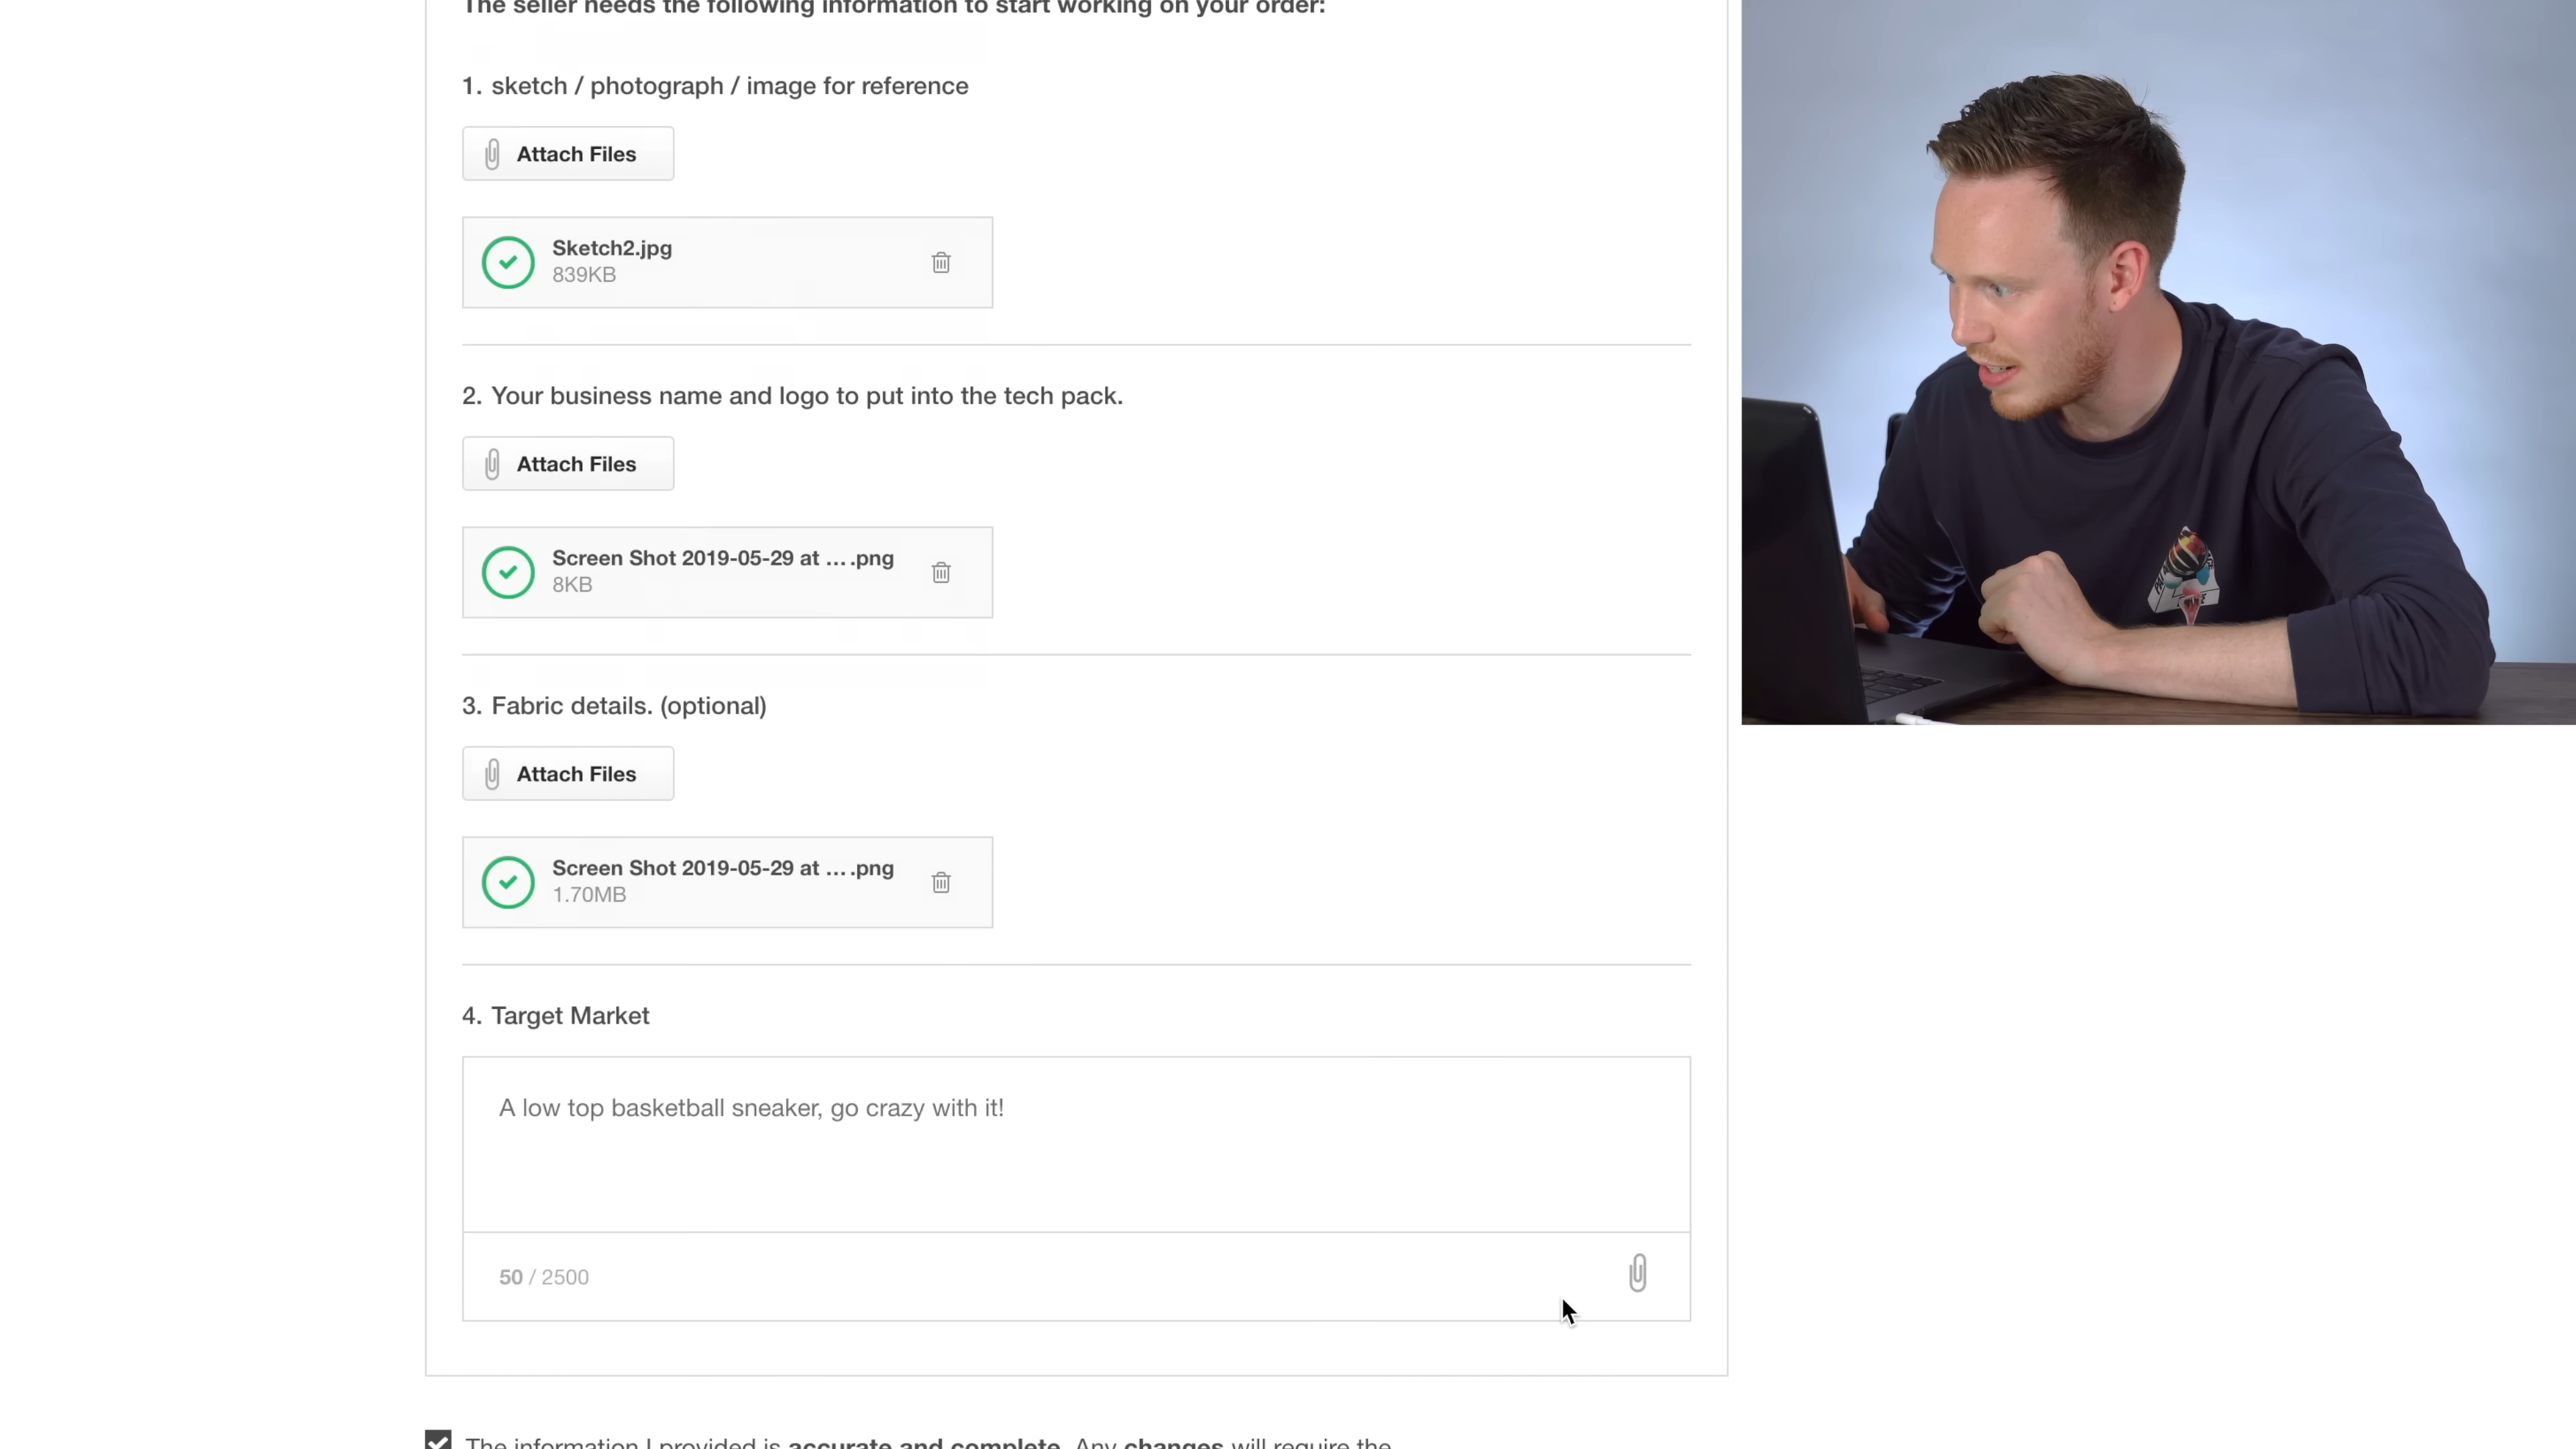 The seller needs the following information to start working on your order:
1. sketch / photograph / image for reference
Attach Files
Sketch2.jpg
839KB
2. Your business name and logo to put into the tech pack.
Attach Files
Screen Shot 2019-05-29 at ... .png
8KB
3. Fabric details. (optional)
Attach Files
Screen Shot 2019-05-29 at ... .png
1.70MB
4. Target Market
A low top basketball sneaker, go crazy with it!
50 / 2500
The information I provided is accurate and complete. Any changes will require the